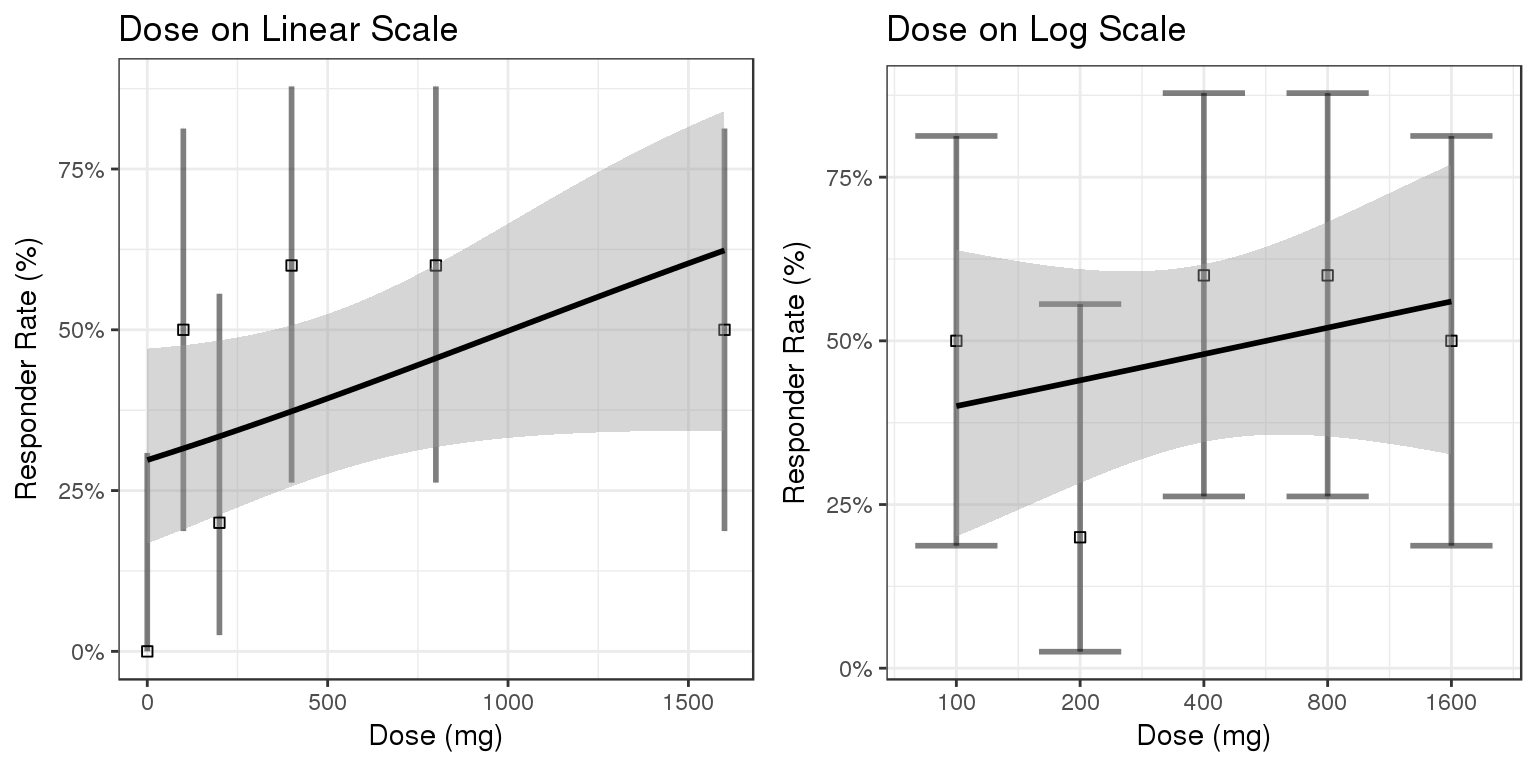 Dose on Linear Scale
Responder Rate (%)
75%
50%
25%
0%
0 500 1000 1500
Dose (mg)
Dose on Log Scale
Responder Rate (%)
75%
50%
25%
0%
100 200 400 800 1600
Dose (mg)